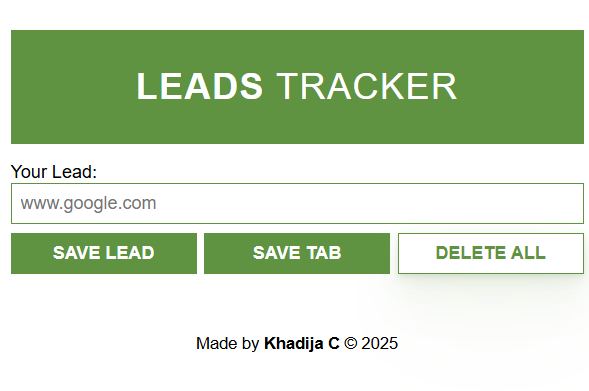 LEADS TRACKER
Your Lead:
www.google.com
SAVE LEAD SAVE TAB DELETE ALL
Made by Khadija C © 2025